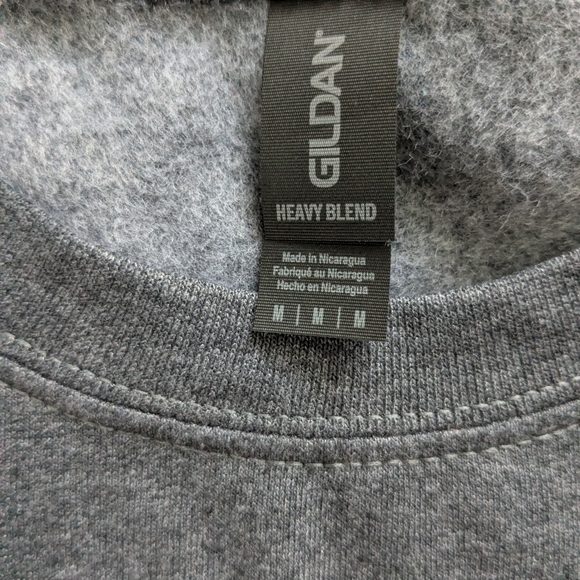 GILDAN
HEAVY BLEND
Made in Nicaragua
Fabriqué au Nicaragua
Hecho en Nicaragua
M | M | M